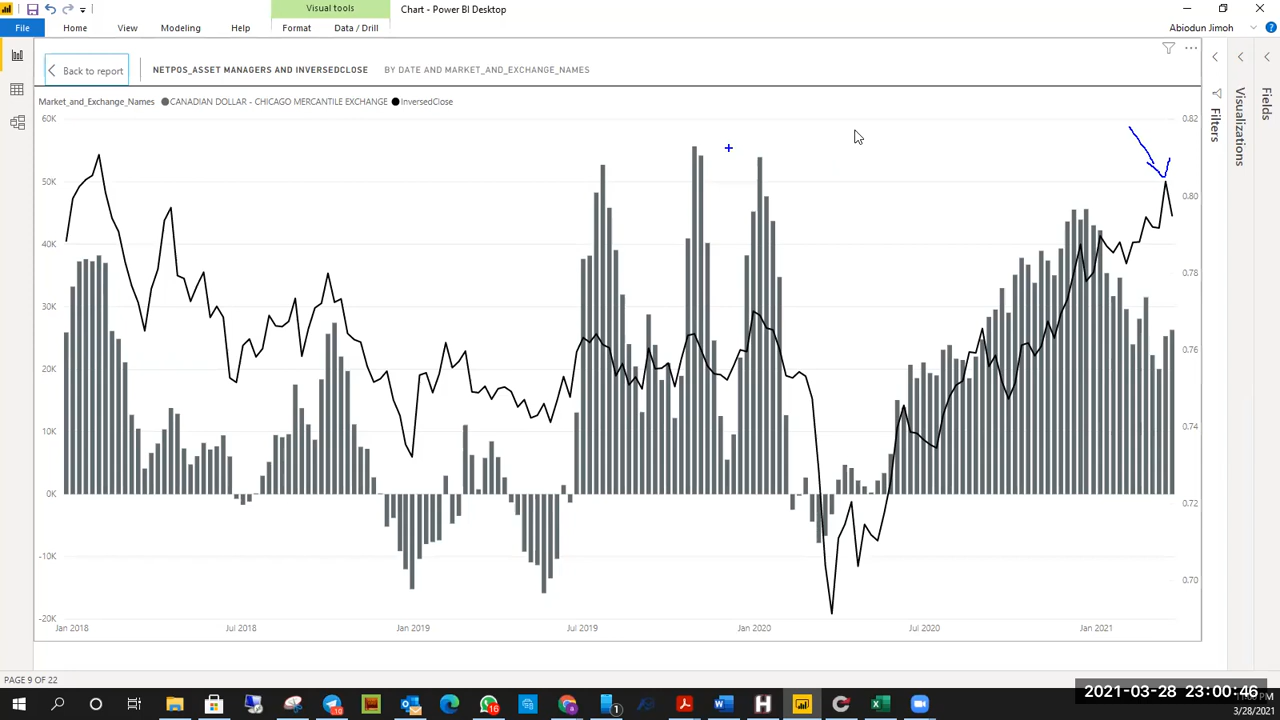 Visual tools
Chart - Power BI Desktop
File
Home
View
Modeling
Help
Format
Data / Drill
Abiodun Jimoh
Back to report
NETPOS_ASSET MANAGERS AND INVERSEDCLOSE
BY DATE AND MARKET_AND_EXCHANGE_NAMES
Market_and_Exchange_Names
CANADIAN DOLLAR - CHICAGO MERCANTILE EXCHANGE
InversedClose
60K
50K
40K
30K
20K
10K
0K
-10K
-20K
0.82
0.80
0.78
0.76
0.74
0.72
0.70
Jan 2018
Jul 2018
Jan 2019
Jul 2019
Jan 2020
Jul 2020
Jan 2021
Filters
Visualizations
Fields
PAGE 9 OF 22
16
1
2021-03-28 23:00:46
3/28/2021